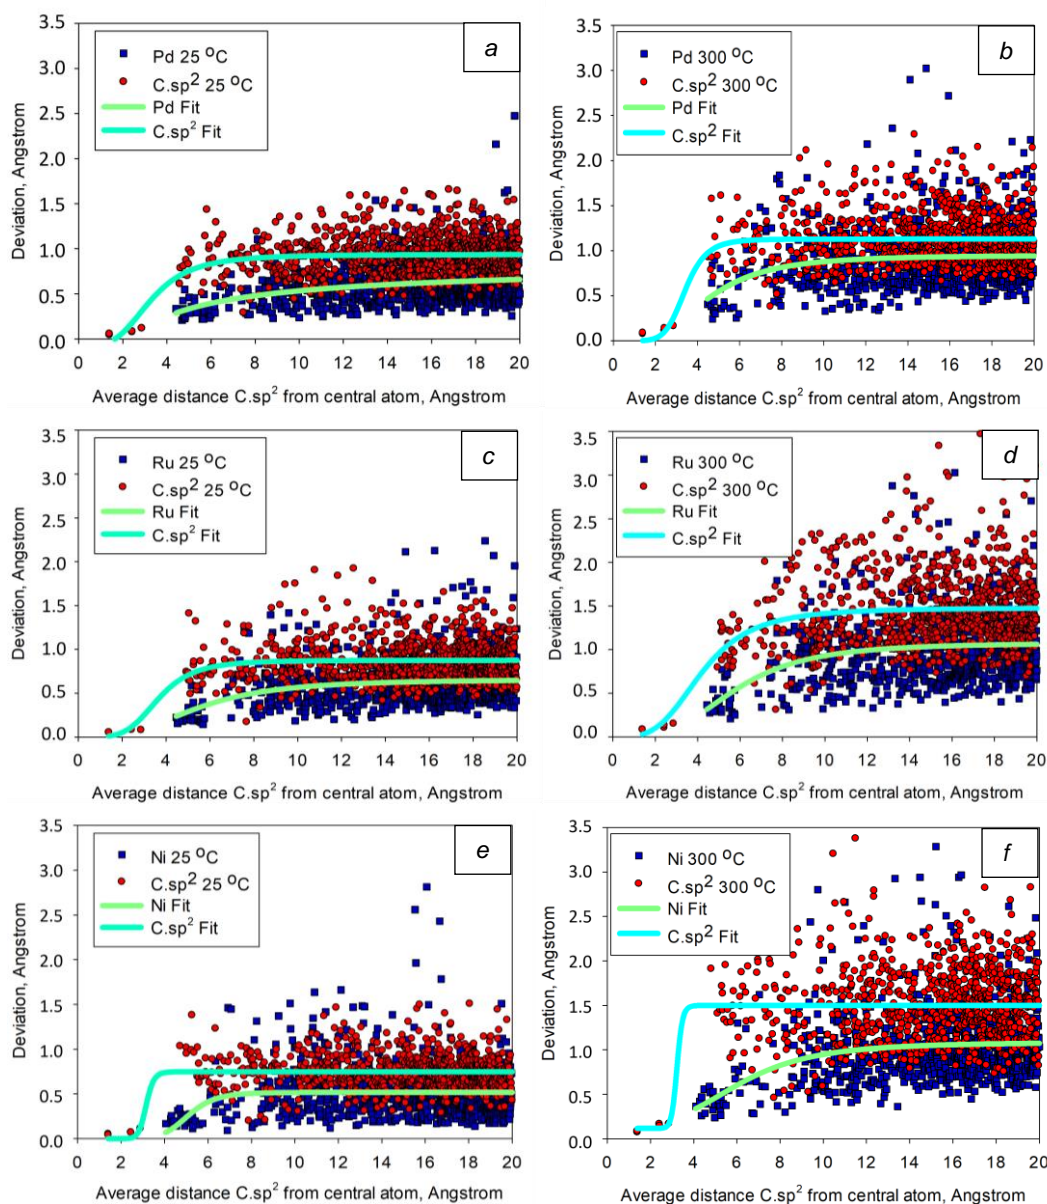 3.5
a
Pd 25 °C
C.sp² 25 °C
Pd Fit
C.sp² Fit
3.0
2.5
2.0
1.5
1.0
0.5
0.0
Deviation, Angstrom
0 2 4 6 8 10 12 14 16 18 20
Average distance C.sp² from central atom, Angstrom
3.5
b
Pd 300 °C
C.sp² 300 °C
Pd Fit
C.sp² Fit
3.0
2.5
2.0
1.5
1.0
0.5
0.0
Deviation, Angstrom
0 2 4 6 8 10 12 14 16 18 20
Average distance C.sp² from central atom, Angstrom
3.5
c
Ru 25 °C
C.sp² 25 °C
Ru Fit
C.sp² Fit
3.0
2.5
2.0
1.5
1.0
0.5
0.0
Deviation, Angstrom
0 2 4 6 8 10 12 14 16 18 20
Average distance C.sp² from central atom, Angstrom
3.5
d
Ru 300 °C
C.sp² 300 °C
Ru Fit
C.sp² Fit
3.0
2.5
2.0
1.5
1.0
0.5
0.0
Deviation, Angstrom
0 2 4 6 8 10 12 14 16 18 20
Average distance C.sp² from central atom, Angstrom
3.5
e
Ni 25 °C
C.sp² 25 °C
Ni Fit
C.sp² Fit
3.0
2.5
2.0
1.5
1.0
0.5
0.0
Deviation, Angstrom
0 2 4 6 8 10 12 14 16 18 20
Average distance C.sp² from central atom, Angstrom
3.5
f
Ni 300 °C
C.sp² 300 °C
Ni Fit
C.sp² Fit
3.0
2.5
2.0
1.5
1.0
0.5
0.0
Deviation, Angstrom
0 2 4 6 8 10 12 14 16 18 20
Average distance C.sp² from central atom, Angstrom